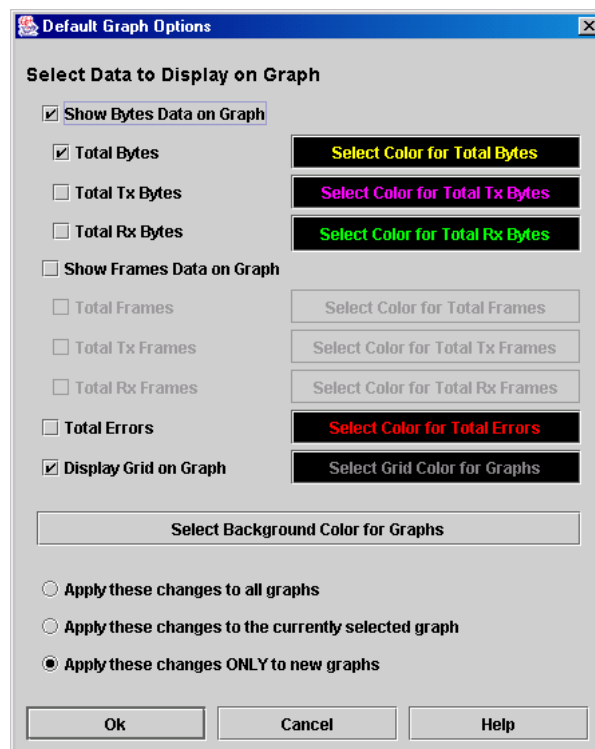 Default Graph Options
Select Data to Display on Graph
Show Bytes Data on Graph
Total Bytes Select Color for Total Bytes
Total Tx Bytes Select Color for Total Tx Bytes
Total Rx Bytes Select Color for Total Rx Bytes
Show Frames Data on Graph
Total Frames Select Color for Total Frames
Total Tx Frames Select Color for Total Tx Frames
Total Rx Frames Select Color for Total Rx Frames
Total Errors Select Color for Total Errors
Display Grid on Graph Select Grid Color for Graphs
Select Background Color for Graphs
Apply these changes to all graphs
Apply these changes to the currently selected graph
Apply these changes ONLY to new graphs
Ok Cancel Help